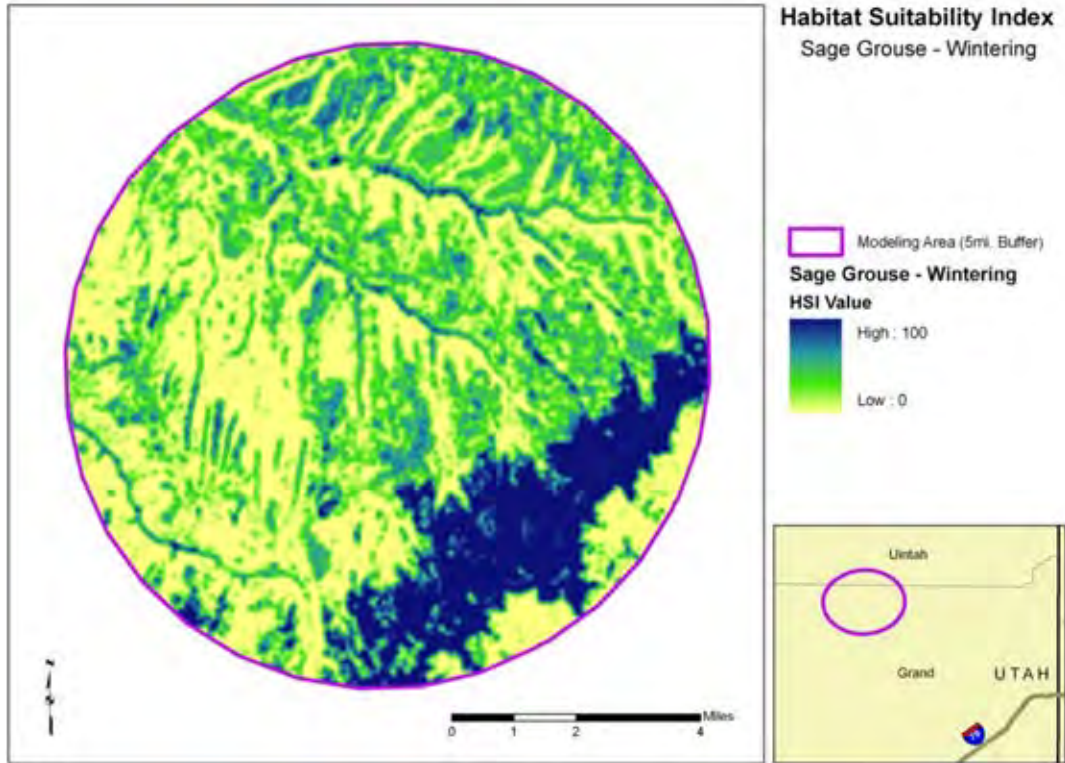 Habitat Suitability Index
Sage Grouse - Wintering
Modeling Area (5mi. Buffer)
Sage Grouse - Wintering
HSI Value
High : 100
Low : 0
Miles
0 1 2 4
Uintah
Grand
UTAH